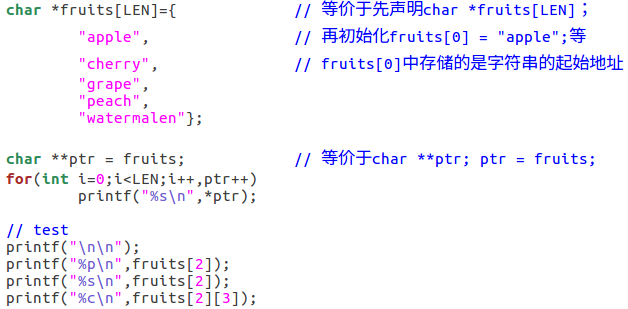 char *fruits[LEN]={ // 等价于先声明char *fruits[LEN]；
"apple", // 再初始化fruits[0] = "apple";等
"cherry", // fruits[0]中存储的是字符串的起始地址
"grape",
"peach",
"watermalen"};
char **ptr = fruits; // 等价于char **ptr; ptr = fruits;
for(int i=0;i<LEN;i++,ptr++)
printf("%s\n",*ptr);
// test
printf("\n\n");
printf("%p\n",fruits[2]);
printf("%s\n",fruits[2]);
printf("%c\n",fruits[2][3]);